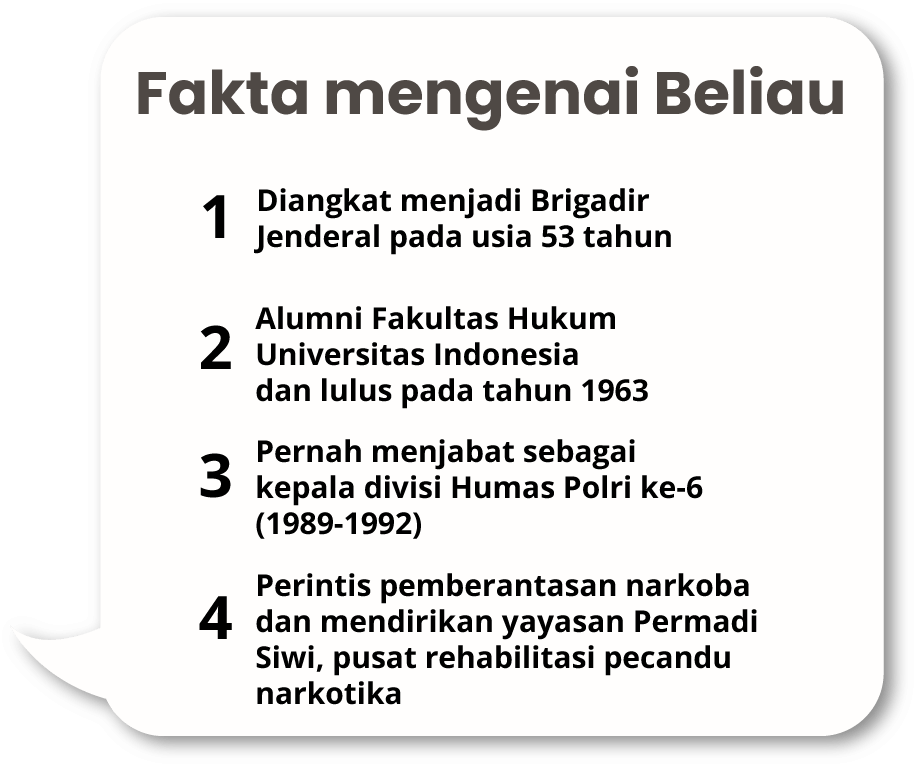 Fakta mengenai Beliau
1 Diangkat menjadi Brigadir
Jenderal pada usia 53 tahun
2 Alumni Fakultas Hukum
Universitas Indonesia
dan lulus pada tahun 1963
3 Pernah menjabat sebagai
kepala divisi Humas Polri ke-6
(1989-1992)
4 Perintis pemberantasan narkoba
dan mendirikan yayasan Permadi
Siwi, pusat rehabilitasi pecandu
narkotika